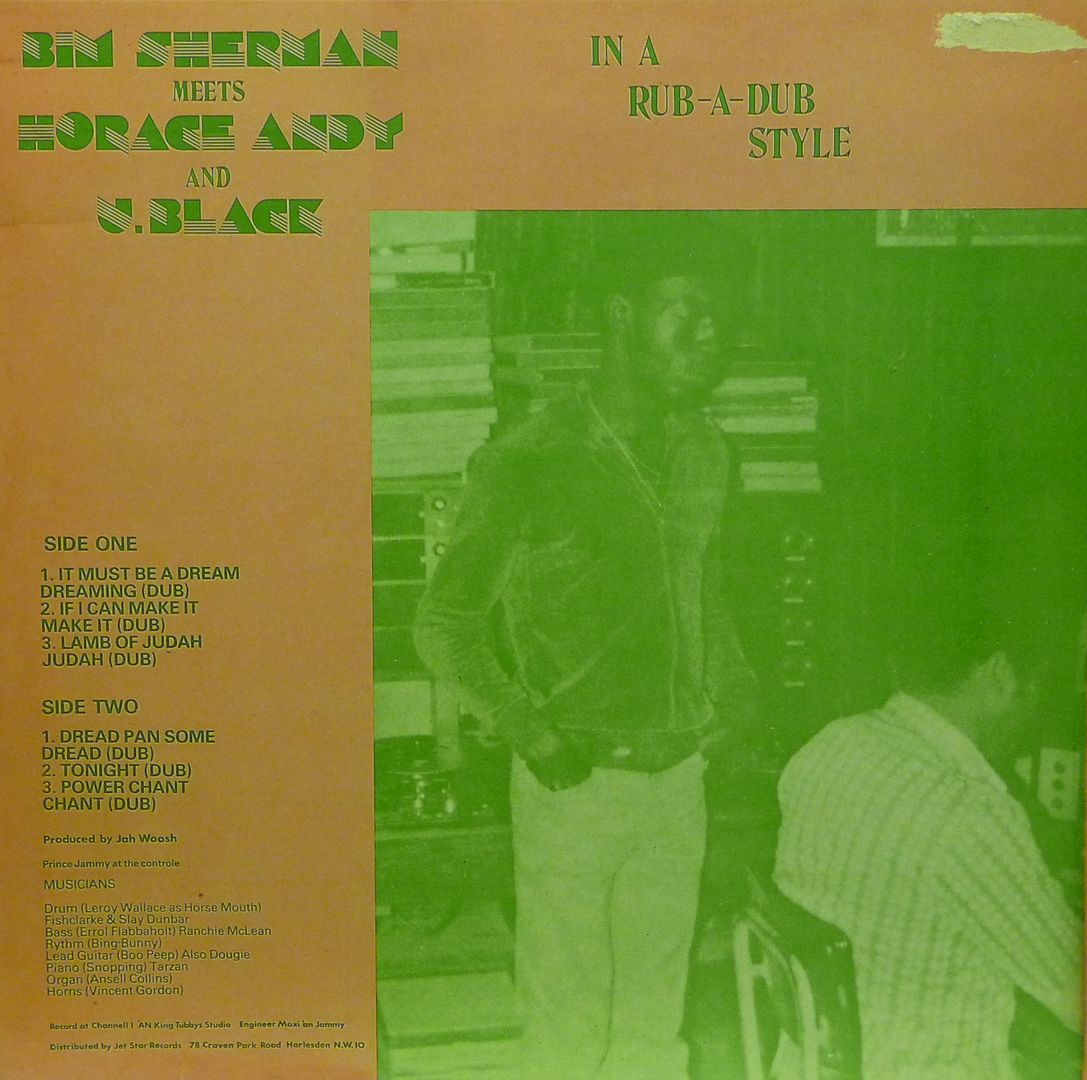 BIM SHERMAN
MEETS
HORACE ANDY
AND
U.BLACK
IN A
RUB-A-DUB
STYLE
SIDE ONE
1. IT MUST BE A DREAM
DREAMING (DUB)
2. IF I CAN MAKE IT
MAKE IT (DUB)
3. LAMB OF JUDAH
JUDAH (DUB)
SIDE TWO
1. DREAD PAN SOME
DREAD (DUB)
2. TONIGHT (DUB)
3. POWER CHANT
CHANT (DUB)
Produced by Jah Woosh
Prince Jammy at the controle
MUSICIANS
Drum (Leroy Wallace as Horse Mouth)
Fishclarke & Slay Dunbar
Bass (Errol Flabbaholt) Ranchie McLean
Rythm (Bing-Bunny)
Lead Guitar (Boo Peep) Also Dougie
Piano (Snopping) Tarzan
Organ (Ansell Collins)
Horns (Vincent Gordon)
Record at Channell 1 'AN King Tubbys Studio Engineer Maxi 'an Jammy
Distributed by Jet Star Records 78 Craven Park Road Harlesden N.W.10